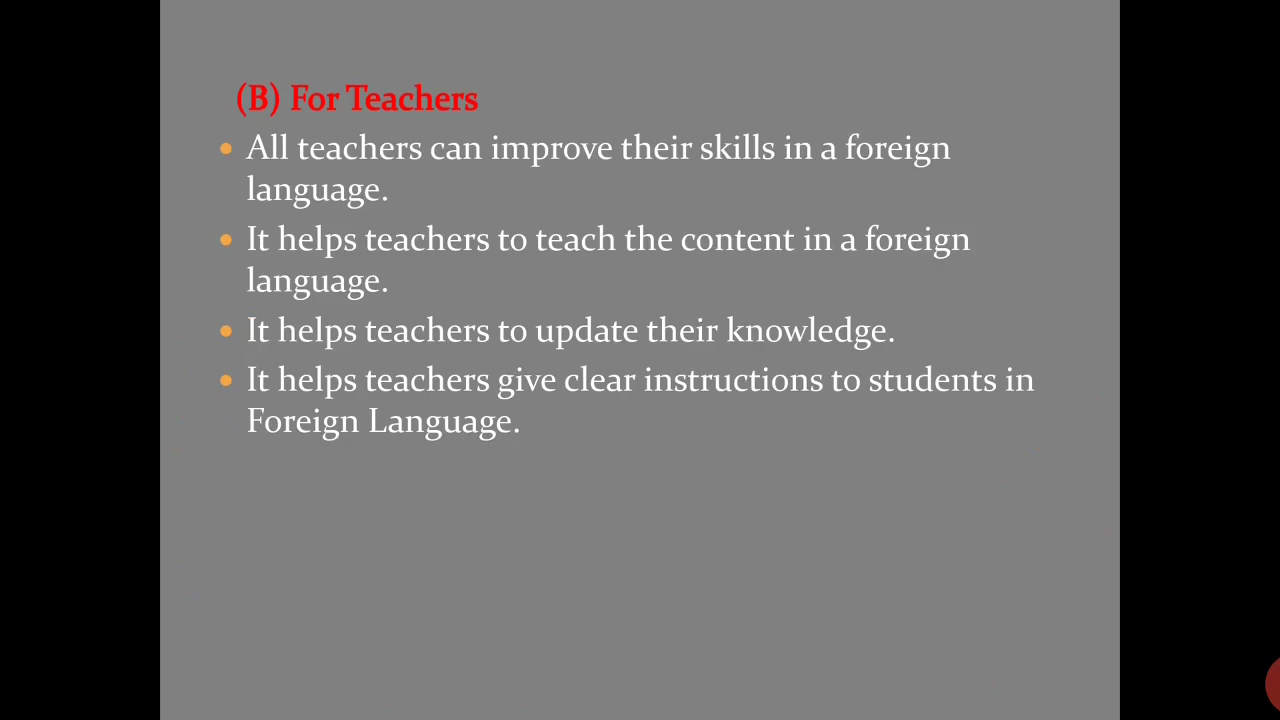 (B) For Teachers
• All teachers can improve their skills in a foreign
language.
• It helps teachers to teach the content in a foreign
language.
• It helps teachers to update their knowledge.
• It helps teachers give clear instructions to students in
Foreign Language.